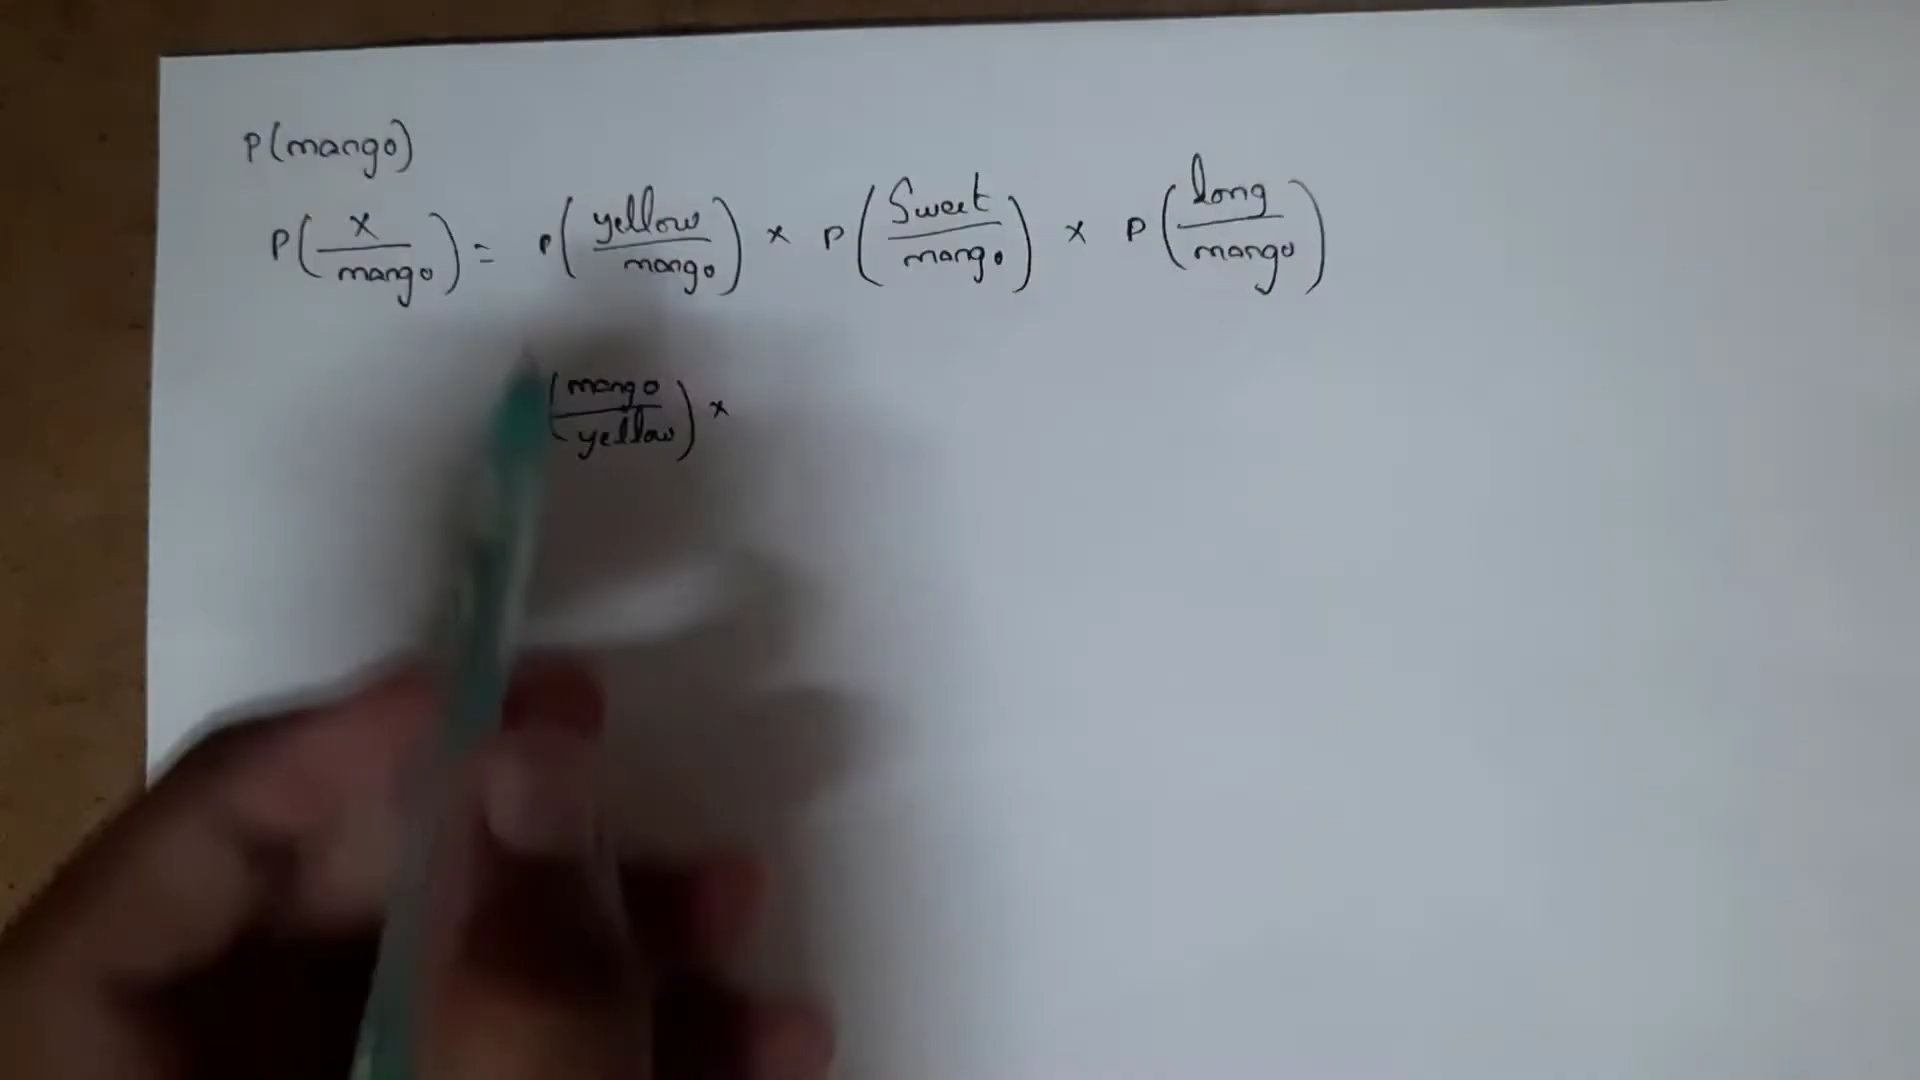 P(mango)
P(x/mango) = P(yellow/mango) x P(Sweet/mango) x P(long/mango)
(mango/yellow) x